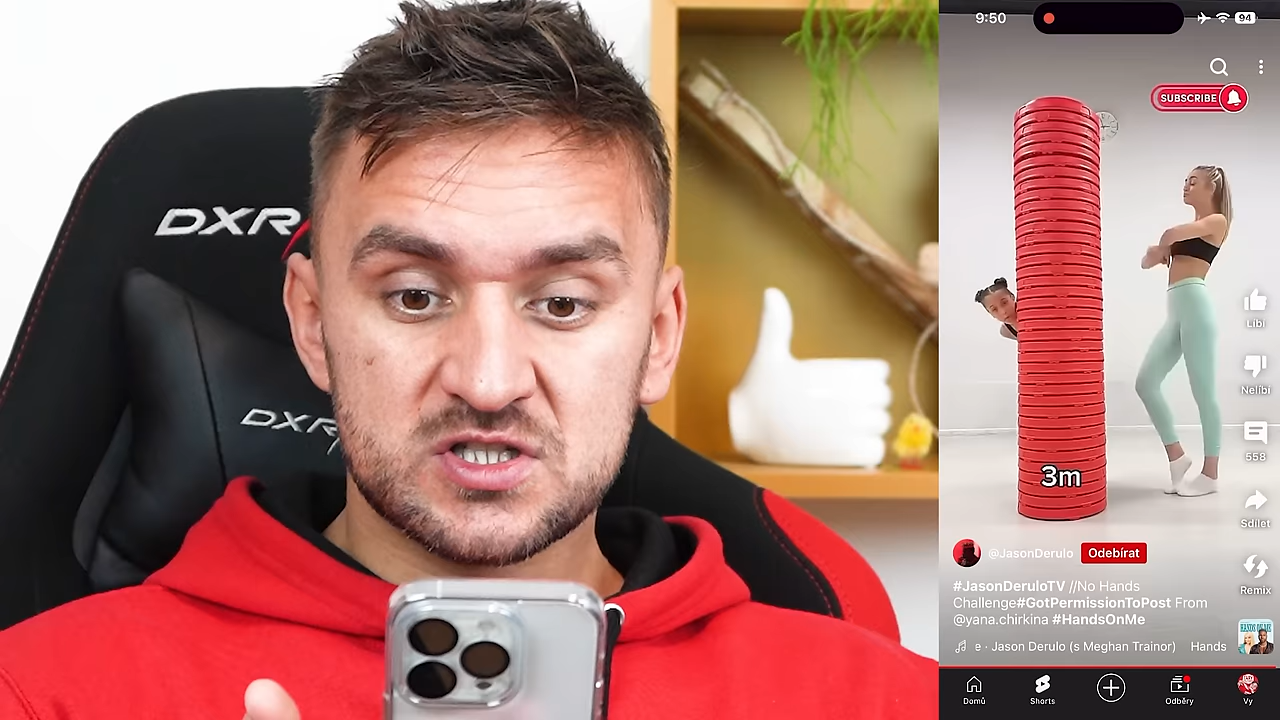 DXR
DXR
9:50
94
SUBSCRIBE
3m
Líbí
Nelíbí
558
Sdílet
Remix
@JasonDerulo
Odebírat
#JasonDeruloTV //No Hands
Challenge#GotPermissionToPost From
@yana.chirkina #HandsOnMe
e · Jason Derulo (s Meghan Trainor)
Hands
Domů
Shorts
Odběry
Vy